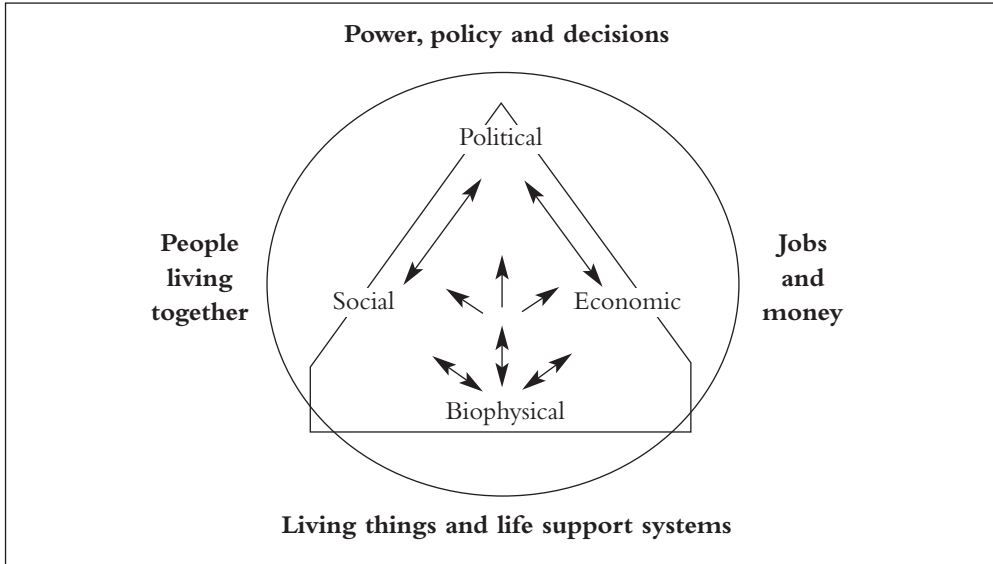 Power, policy and decisions
Political
People
living
together
Jobs
and
money
Social
Economic
Biophysical
Living things and life support systems